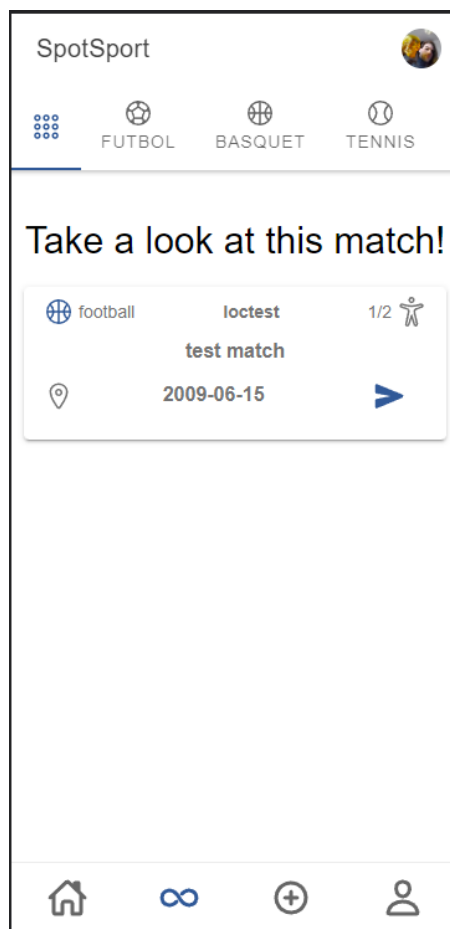 SpotSport
FUTBOL BASQUET TENNIS
Take a look at this match!
football loctest 1/2
test match
2009-06-15